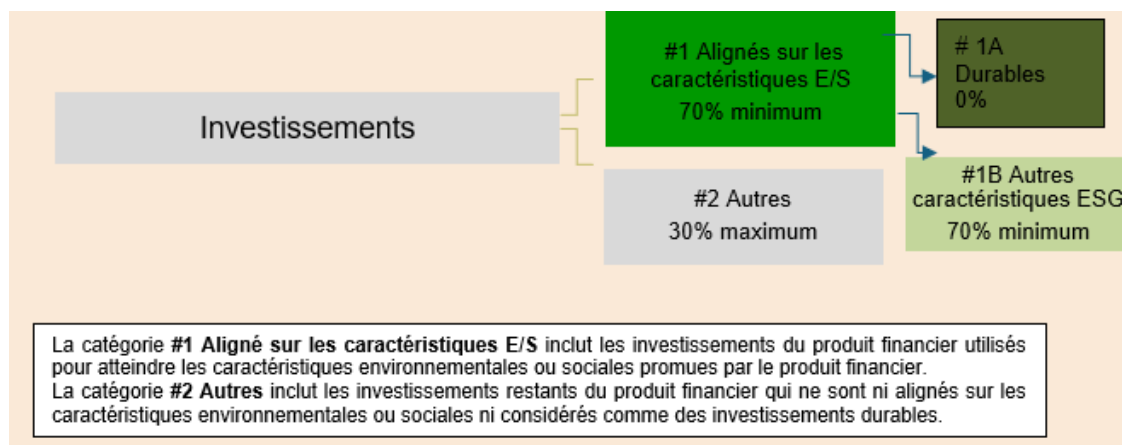 Investissements
#1 Alignés sur les
caractéristiques E/S
70% minimum
# 1A
Durables
0%
#2 Autres
30% maximum
#1B Autres
caractéristiques ESG
70% minimum
La catégorie #1 Aligné sur les caractéristiques E/S inclut les investissements du produit financier utilisés
pour atteindre les caractéristiques environnementales ou sociales promues par le produit financier.
La catégorie #2 Autres inclut les investissements restants du produit financier qui ne sont ni alignés sur les
caractéristiques environnementales ou sociales ni considérés comme des investissements durables.